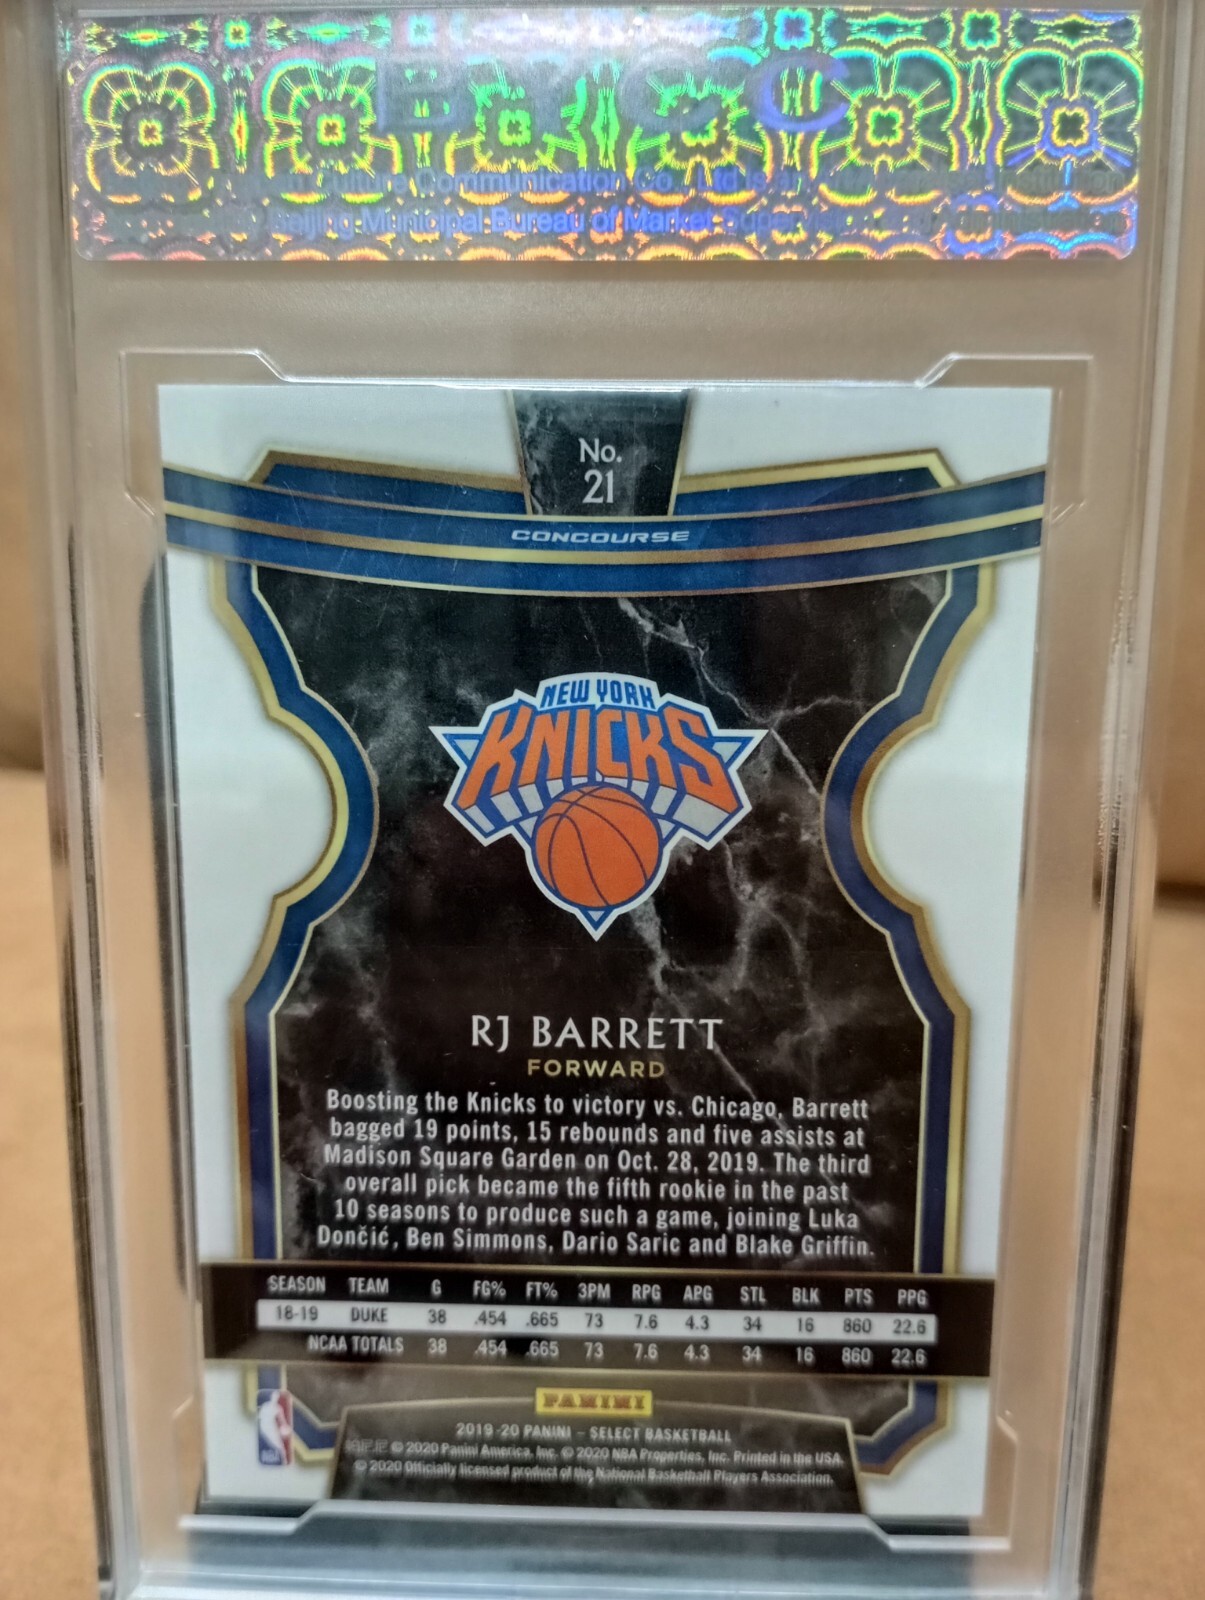 Culture Communication Co., Ltd is
Beijing Municipal Bureau of Market Supervision
No.
21
CONCOURSE
NEW YORK
KNICKS
RJ BARRETT
FORWARD
Boosting the Knicks to victory vs. Chicago, Barrett
bagged 19 points, 15 rebounds and five assists at
Madison Square Garden on Oct. 28, 2019. The third
overall pick became the fifth rookie in the past
10 seasons to produce such a game, joining Luka
Dončić, Ben Simmons, Dario Saric and Blake Griffin.
SEASON TEAM G FG% FT% 3PM RPG APG STL BLK PTS PPG
18-19 DUKE 38 .454 .665 73 7.6 4.3 34 16 860 22.6
NCAA TOTALS 38 .454 .665 73 7.6 4.3 34 16 860 22.6
PANINI
2019-20 PANINI – SELECT BASKETBALL
© 2020 Panini America, Inc. © 2020 NBA Properties, Inc. Printed in the USA.
© 2020 Officially licensed product of the National Basketball Players Association.